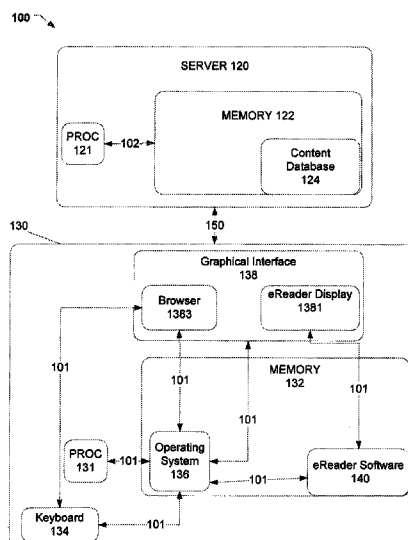 100
SERVER 120
MEMORY 122
PROC
121
102
Content
Database
124
130
150
Graphical Interface
138
Browser
1383
eReader Display
1381
101
101
101
101
MEMORY
132
PROC
131
101
Operating
System
136
101
eReader Software
140
Keyboard
134
101